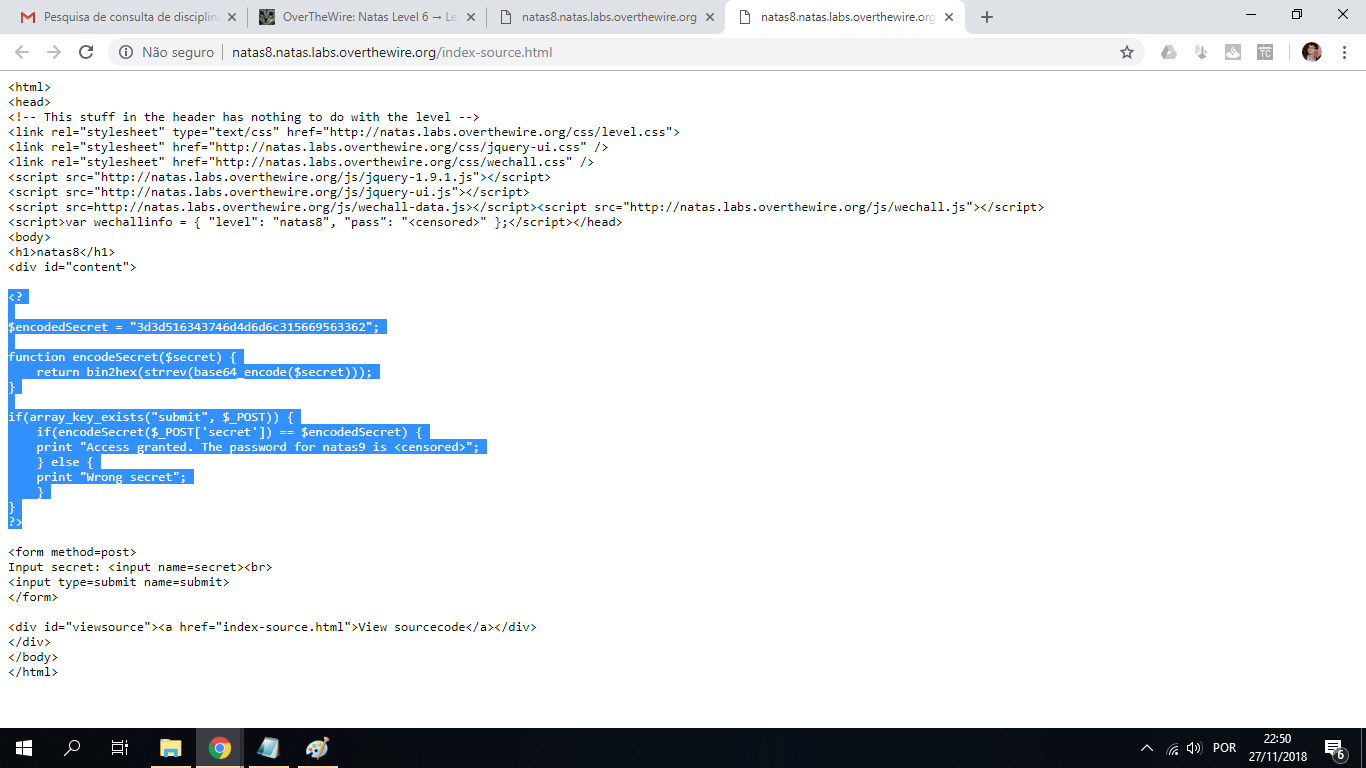 Pesquisa de consulta de disciplin
OverTheWire: Natas Level 6 → Le
natas8.natas.labs.overthewire.org
natas8.natas.labs.overthewire.org
Não seguro
natas8.natas.labs.overthewire.org/index-source.html
TC
<html>
<head>
<!-- This stuff in the header has nothing to do with the level -->
<link rel="stylesheet" type="text/css" href="http://natas.labs.overthewire.org/css/level.css">
<link rel="stylesheet" href="http://natas.labs.overthewire.org/css/jquery-ui.css" />
<link rel="stylesheet" href="http://natas.labs.overthewire.org/css/wechall.css" />
<script src="http://natas.labs.overthewire.org/js/jquery-1.9.1.js"></script>
<script src="http://natas.labs.overthewire.org/js/jquery-ui.js"></script>
<script src=http://natas.labs.overthewire.org/js/wechall-data.js></script><script src="http://natas.labs.overthewire.org/js/wechall.js"></script>
<script>var wechallinfo = { "level": "natas8", "pass": "<censored>" };</script></head>
<body>
<h1>natas8</h1>
<div id="content">
<?
$encodedSecret = "3d3d516343746d4d6d6c315669563362";
function encodeSecret($secret) {
return bin2hex(strrev(base64_encode($secret)));
}
if(array_key_exists("submit", $_POST)) {
if(encodeSecret($_POST['secret']) == $encodedSecret) {
print "Access granted. The password for natas9 is <censored>";
} else {
print "Wrong secret";
}
}
?>
<form method=post>
Input secret: <input name=secret><br>
<input type=submit name=submit>
</form>
<div id="viewsource"><a href="index-source.html">View sourcecode</a></div>
</div>
</body>
</html>
POR
22:50
27/11/2018
6